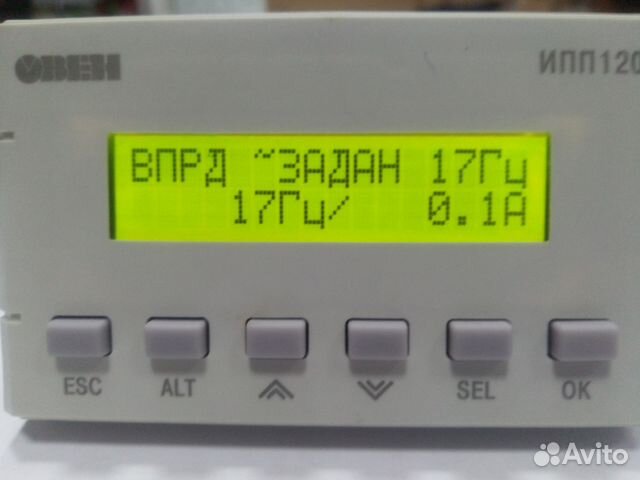 ОВЕН ИПП120
ВПРД ~ЗАДАН 17Гц
17Гц/ 0.1А
ESC ALT SEL OK
Avito